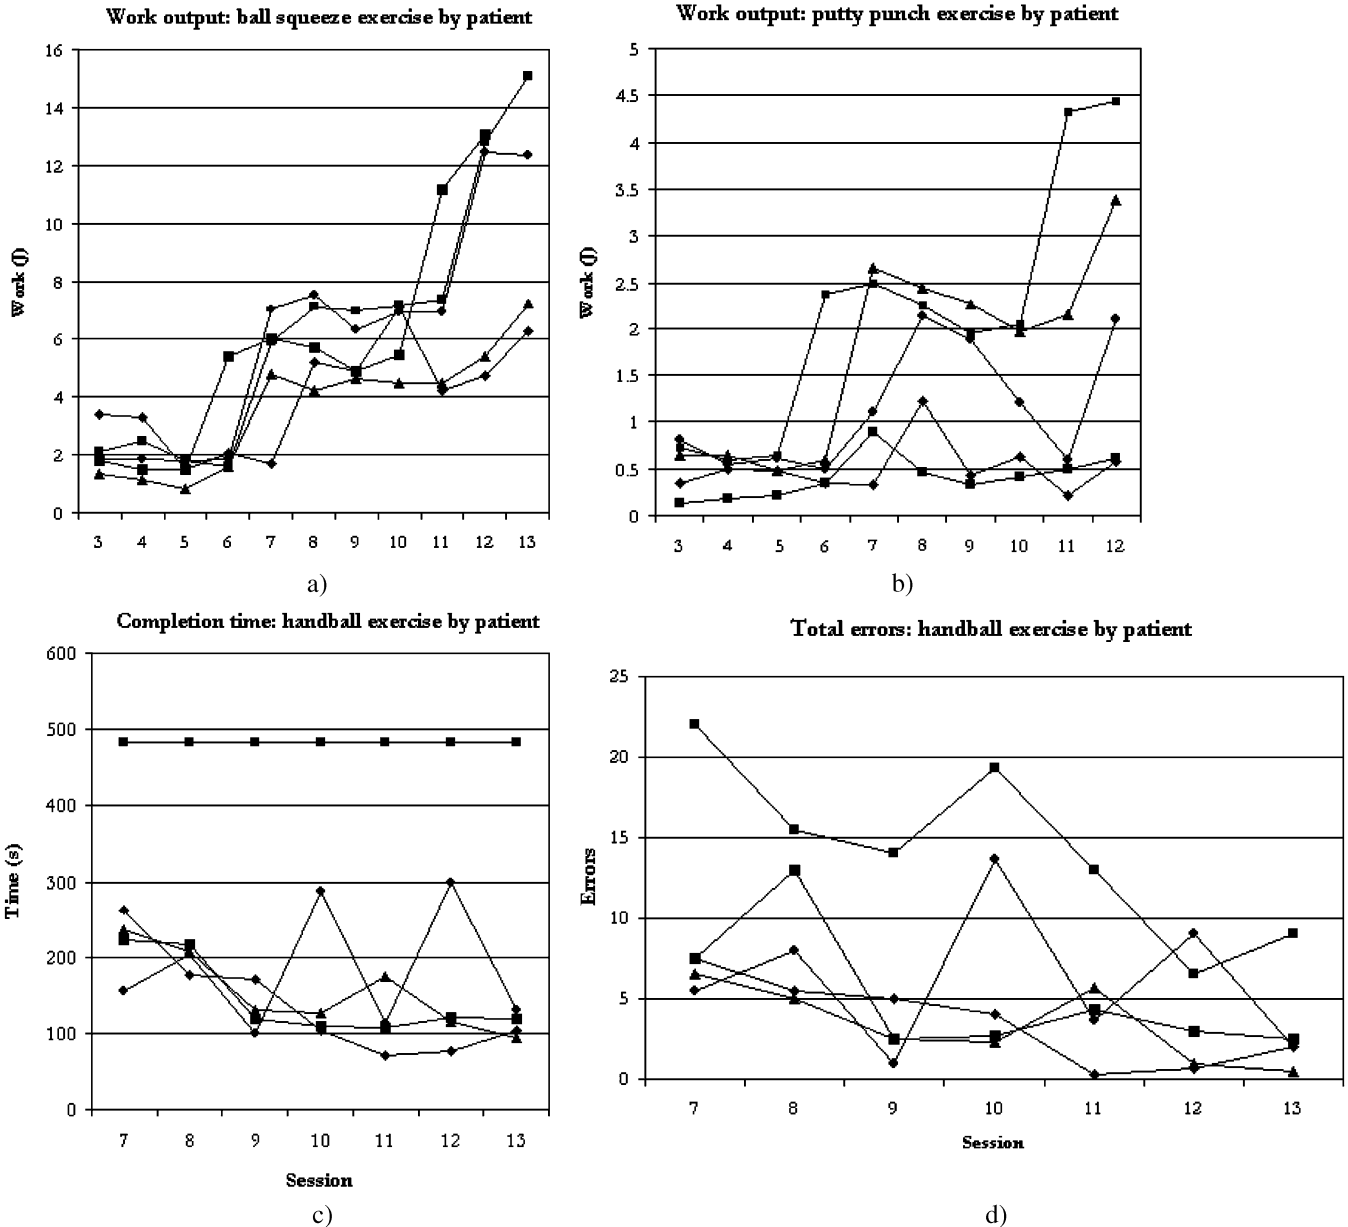 Work output: ball squeeze exercise by patient
16
14
12
10
8
6
4
2
0
Work (J)
3 4 5 6 7 8 9 10 11 12 13
a)
Work output: putty punch exercise by patient
5
4.5
4
3.5
3
2.5
2
1.5
1
0.5
0
Work (J)
3 4 5 6 7 8 9 10 11 12
b)
Completion time: handball exercise by patient
600
500
400
300
200
100
0
Time (s)
7 8 9 10 11 12 13
Session
c)
Total errors: handball exercise by patient
25
20
15
10
5
0
Errors
7 8 9 10 11 12 13
Session
d)